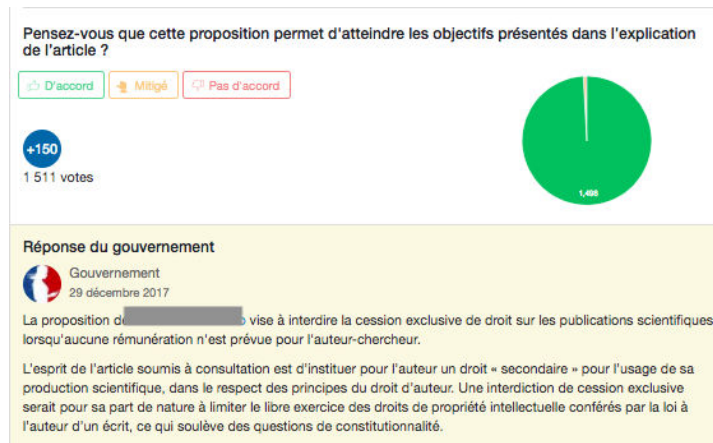 Pensez-vous que cette proposition permet d'atteindre les objectifs présentés dans l'explication
de l'article ?
D'accord
Mitigé
Pas d'accord
+150
1 511 votes
1,498
Réponse du gouvernement
Gouvernement
29 décembre 2017
La proposition d vise à interdire la cession exclusive de droit sur les publications scientifiques
lorsqu'aucune rémunération n'est prévue pour l'auteur-chercheur.
L'esprit de l'article soumis à consultation est d'instituer pour l'auteur un droit « secondaire » pour l'usage de sa
production scientifique, dans le respect des principes du droit d'auteur. Une interdiction de cession exclusive
serait pour sa part de nature à limiter le libre exercice des droits de propriété intellectuelle conférés par la loi à
l'auteur d'un écrit, ce qui soulève des questions de constitutionnalité.